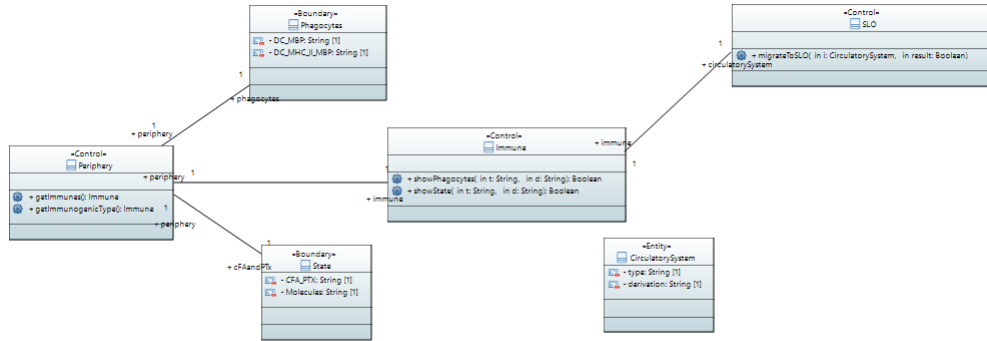 «Boundary»
Phagocytes
- DC_MBP: String [1]
- DC_MHC_II_MBP: String [1]
«Control»
SLO
+ migrateToSLO( in i: CirculatorySystem, in result: Boolean)
1
+ circulatorySystem
1
+ phagocytes
1
+ periphery
«Control»
Periphery
+ getImmunes(): Immune
+ getImmunogenicType(): Immune
+ periphery
1
1
+ immune
«Control»
Immune
+ showPhagocytes( in t: String, in d: String): Boolean
+ showState( in t: String, in d: String): Boolean
+ immune
1
1
+ periphery
1
+ cFAandPTx
«Boundary»
State
- CFA_PTX: String [1]
- Molecules: String [1]
«Entity»
CirculatorySystem
- type: String [1]
- derivation: String [1]